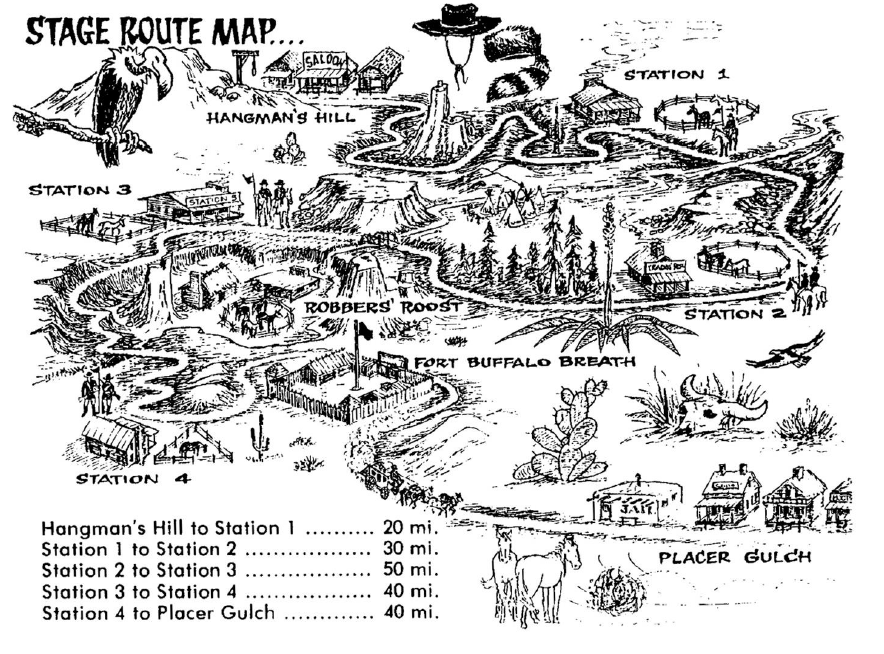 STAGE ROUTE MAP....
SALOON
STATION 1
HANGMAN'S HILL
STATION 3
STATION 3
ROBBERS' ROOST
STATION 2
FORT BUFFALO BREATH
STATION 4
JAIL
PLACER GULCH
Hangman's Hill to Station 1 .......... 20 mi.
Station 1 to Station 2 .................. 30 mi.
Station 2 to Station 3 .................. 50 mi.
Station 3 to Station 4 .................. 40 mi.
Station 4 to Placer Gulch ............. 40 mi.